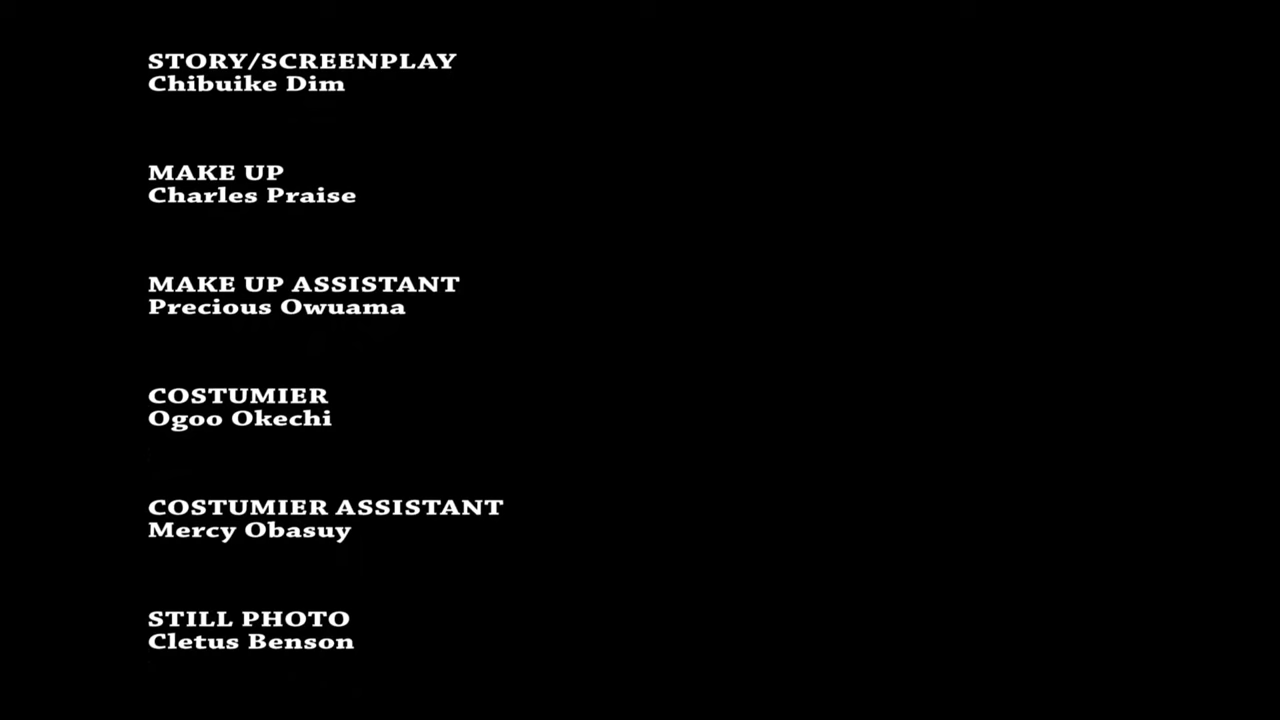 STORY/SCREENPLAY
Chibuike Dim
MAKE UP
Charles Praise
MAKE UP ASSISTANT
Precious Owuama
COSTUMIER
Ogoo Okechi
COSTUMIER ASSISTANT
Mercy Obasuy
STILL PHOTO
Cletus Benson